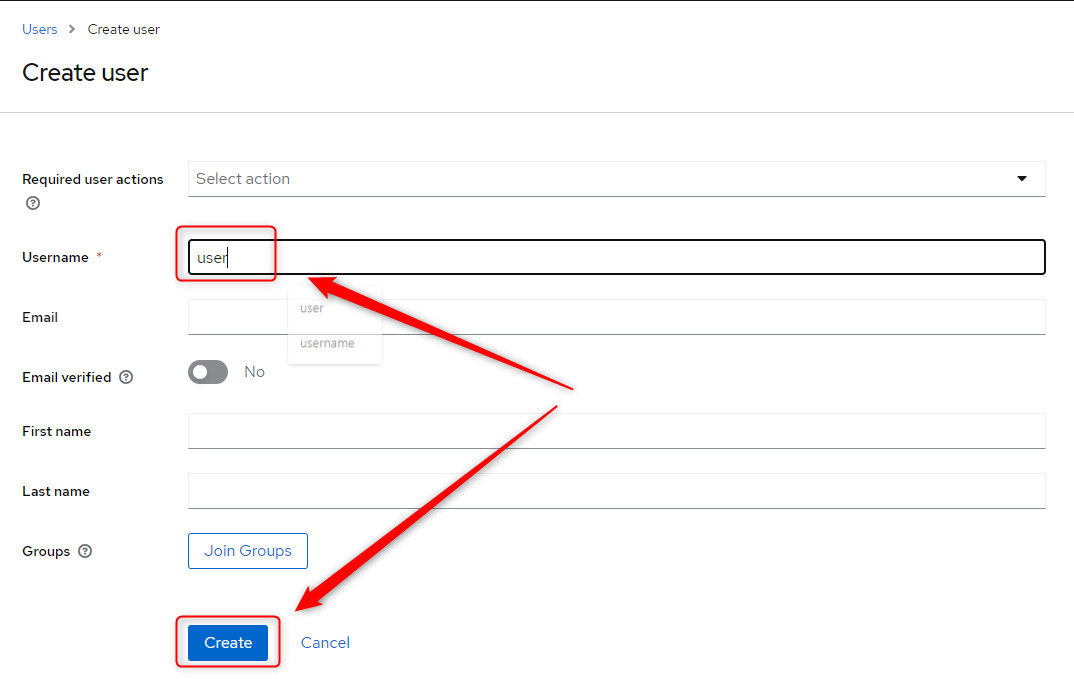 Users > Create user
Create user
Required user actions
Select action
Username *
user
Email
user
username
Email verified
No
First name
Last name
Groups
Join Groups
Create
Cancel